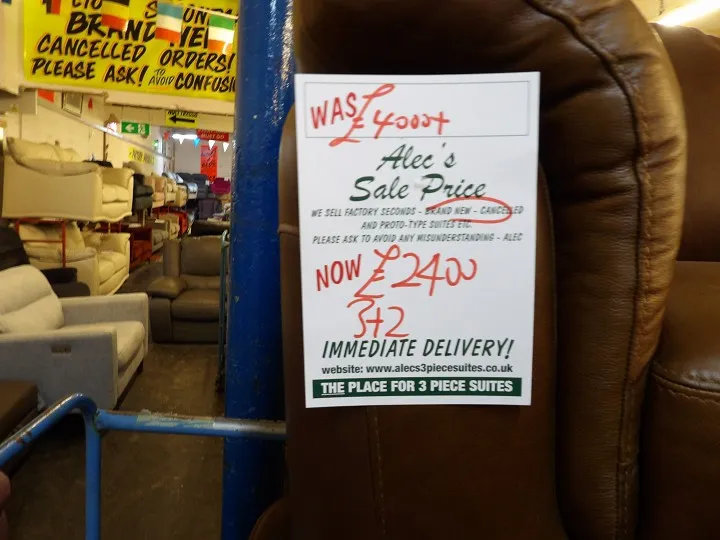 BRAND NEW
CANCELLED ORDERS!
PLEASE ASK! TO AVOID CONFUSION
MUST GO
WAS £4000+
Alec's
Sale Price
WE SELL FACTORY SECONDS - BRAND NEW - CANCELLED
AND PROTO-TYPE SUITES ETC.
PLEASE ASK TO AVOID ANY MISUNDERSTANDING - ALEC
NOW £2400
3+2
IMMEDIATE DELIVERY!
website: www.alecs3piecesuites.co.uk
THE PLACE FOR 3 PIECE SUITES